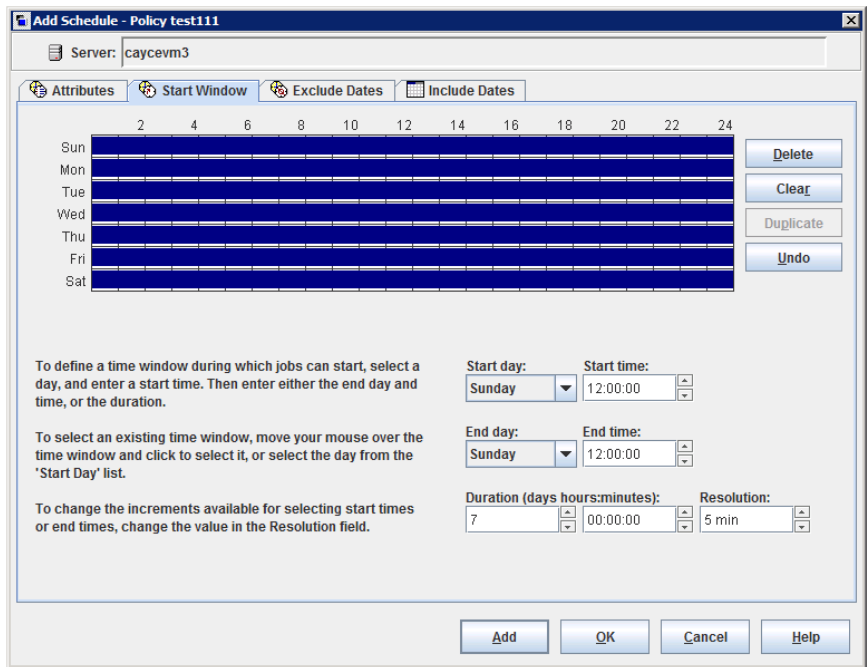 Add Schedule - Policy test111
Server: caycevm3
Attributes Start Window Exclude Dates Include Dates
2 4 6 8 10 12 14 16 18 20 22 24
Sun
Mon
Tue
Wed
Thu
Fri
Sat
Delete
Clear
Duplicate
Undo
To define a time window during which jobs can start, select a
day, and enter a start time. Then enter either the end day and
time, or the duration.
To select an existing time window, move your mouse over the
time window and click to select it, or select the day from the
'Start Day' list.
To change the increments available for selecting start times
or end times, change the value in the Resolution field.
Start day: Start time:
Sunday 12:00:00
End day: End time:
Sunday 12:00:00
Duration (days hours:minutes): Resolution:
7 00:00:00 5 min
Add OK Cancel Help